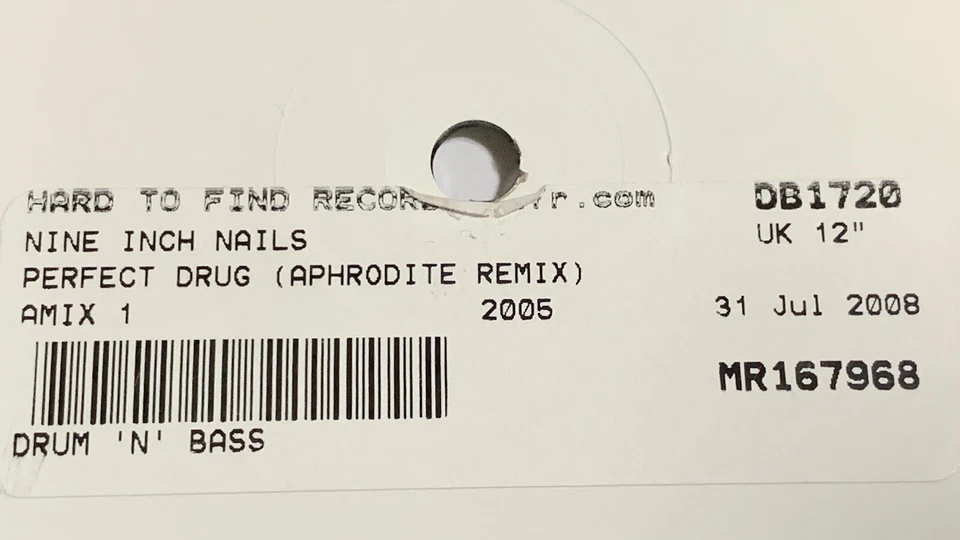 HARD TO FIND RECORDS .com
DB1720
NINE INCH NAILS
UK 12"
PERFECT DRUG (APHRODITE REMIX)
AMIX 1
2005
31 Jul 2008
MR167968
DRUM 'N' BASS